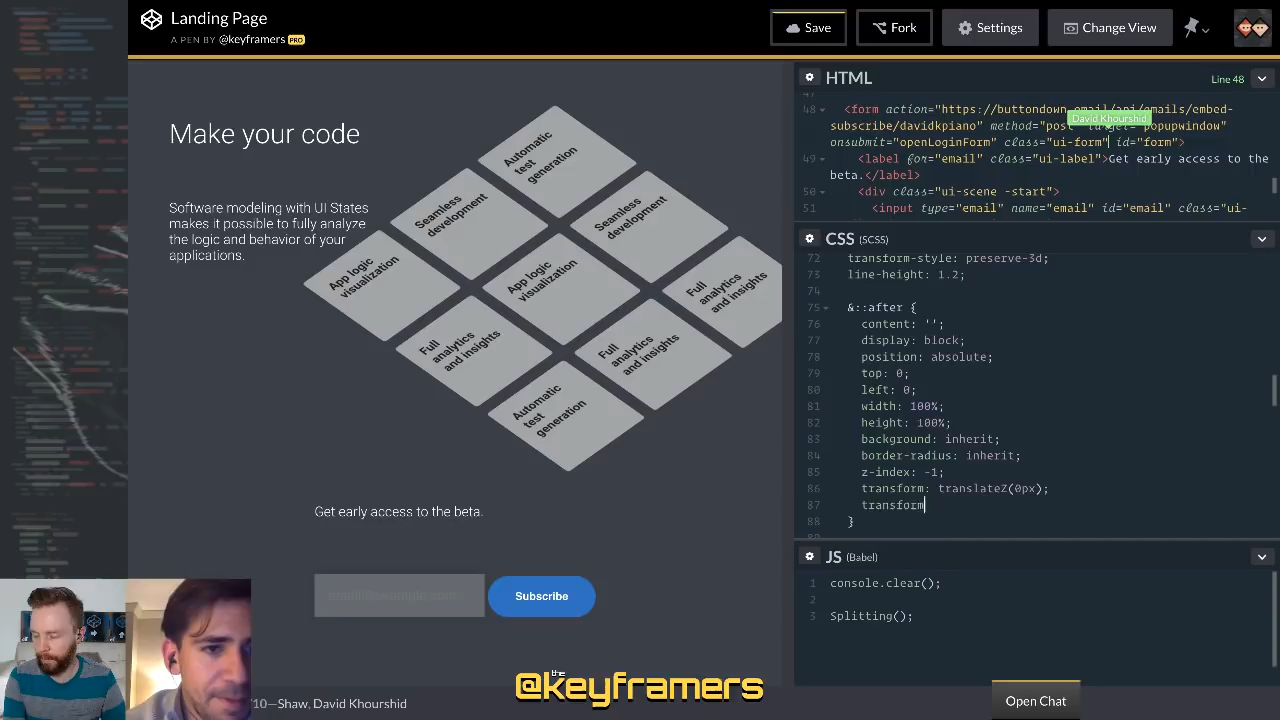 Landing Page
A PEN BY @keyframers PRO
Save
Fork
Settings
Change View
Make your code
Software modeling with UI States
makes it possible to fully analyze
the logic and behavior of your
applications.
Automatic
test
generation
Seamless
development
Seamless
development
App logic
visualization
App logic
visualization
Full
analytics
and insights
Full
analytics
and insights
Full
analytics
and insights
Automatic
test
generation
Get early access to the beta.
Subscribe
HTML
Line 48
47
48 <form action="https://buttondown.email/api/emails/embed-
David Khourshid
subscribe/davidkpiano" method="post" target="popupwindow"
onsubmit="openLoginForm" class="ui-form" id="form">
49 <label for="email" class="ui-label">Get early access to the
beta.</label>
50 <div class="ui-scene -start">
51 <input type="email" name="email" id="email" class="ui-
CSS (SCSS)
72 transform-style: preserve-3d;
73 line-height: 1.2;
74
75 &::after {
76 content: '';
77 display: block;
78 position: absolute;
79 top: 0;
80 left: 0;
81 width: 100%;
82 height: 100%;
83 background: inherit;
84 border-radius: inherit;
85 z-index: -1;
86 transform: translateZ(0px);
87 transform
88 }
JS (Babel)
1 console.clear();
2
3 Splitting();
the
@keyframers
/10—Shaw, David Khourshid
Open Chat